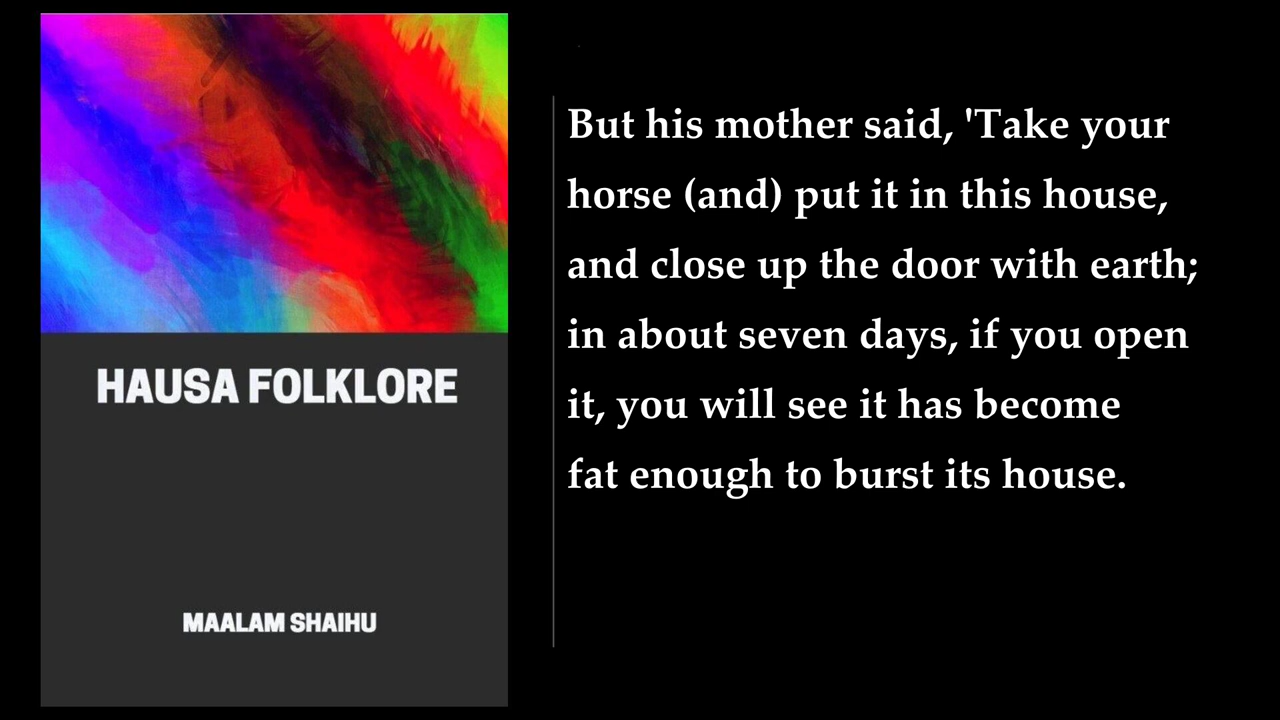 HAUSA FOLKLORE
MAALAM SHAIHU
But his mother said, 'Take your
horse (and) put it in this house,
and close up the door with earth;
in about seven days, if you open
it, you will see it has become
fat enough to burst its house.